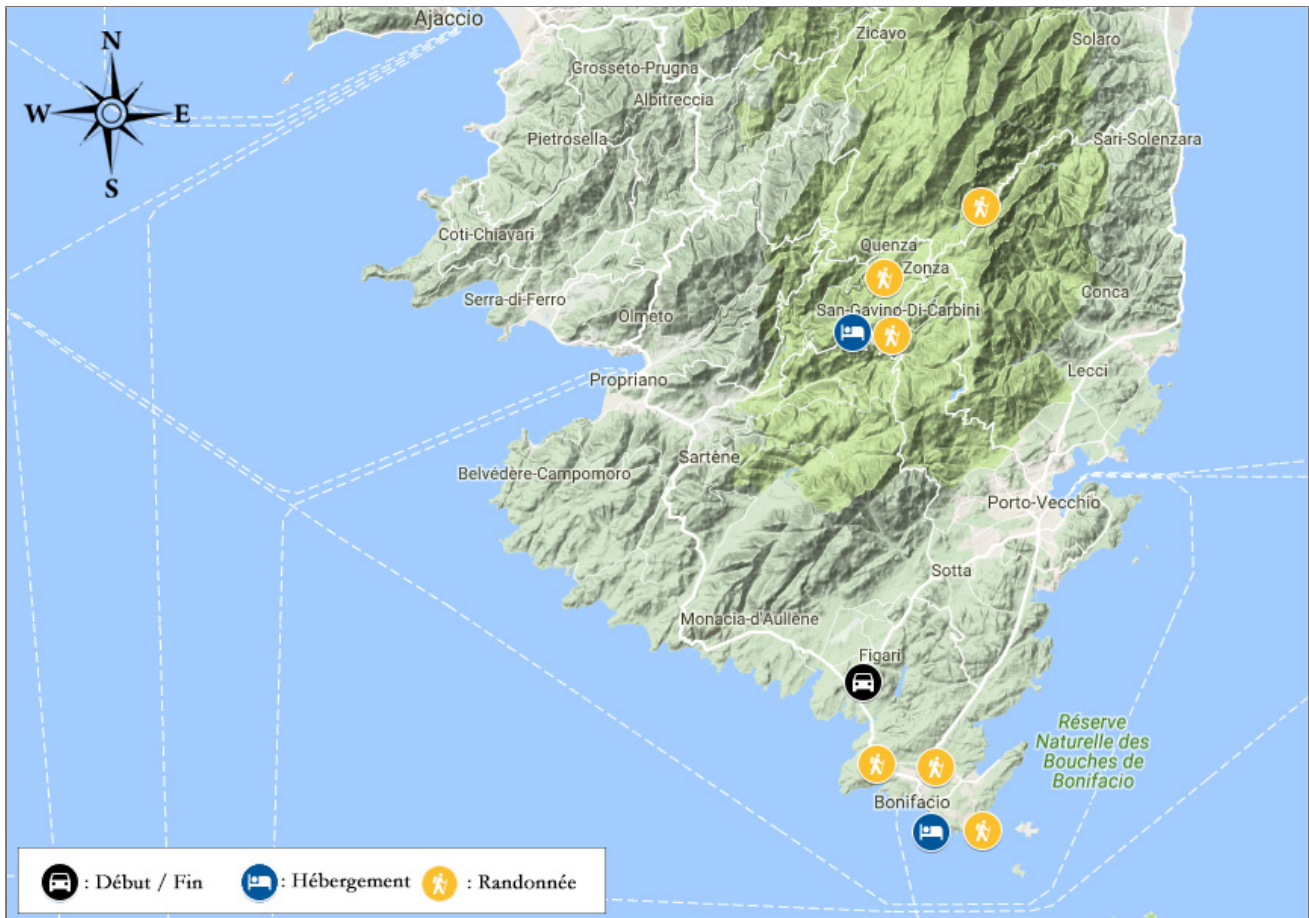 Ajaccio
N
W
E
S
Zicavo
Solaro
Grosseto-Prugna
Albitreccia
Pietrosella
Sari-Solenzara
Coti-Chiavari
Quenza
Zonza
Serra-di-Ferro
Olmeto
San-Gavino-Di-Carbini
Conca
Propriano
Lecci
Sartène
Belvédère-Campomoro
Porto-Vecchio
Sotta
Monacia-d'Aullène
Figari
Réserve
Naturelle des
Bouches de
Bonifacio
Bonifacio
: Début / Fin
: Hébergement
: Randonnée